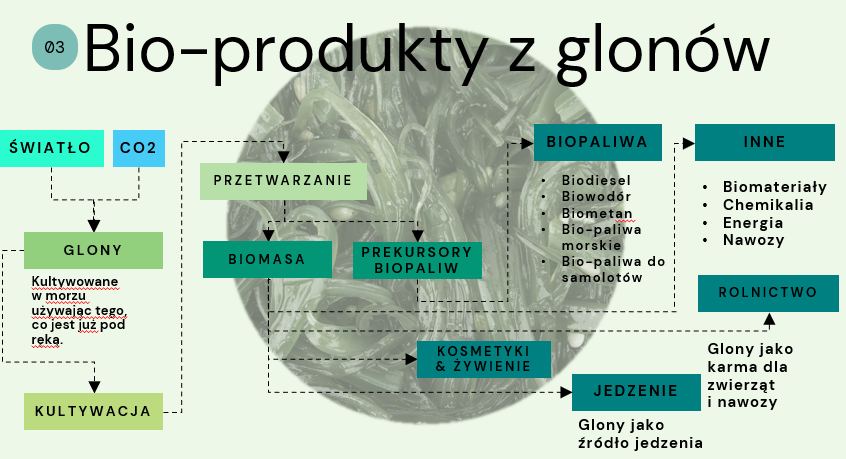 03
Bio-produkty z glonów
ŚWIATŁO
CO2
GLONY
Kultywowane
w morzu
używając tego,
co jest już pod
ręką.
KULTYWACJA
PRZETWARZANIE
BIOMASA
PREKURSORY
BIOPALIW
BIOPALIWA
• Biodiesel
• Biowodór
• Biometan
• Bio-paliwa
morskie
• Bio-paliwa do
samolotów
INNE
• Biomateriały
• Chemikalia
• Energia
• Nawozy
ROLNICTWO
Glony jako
karma dla
zwierząt
i nawozy
KOSMETYKI
& ŻYWIENIE
JEDZENIE
Glony jako
źródło jedzenia